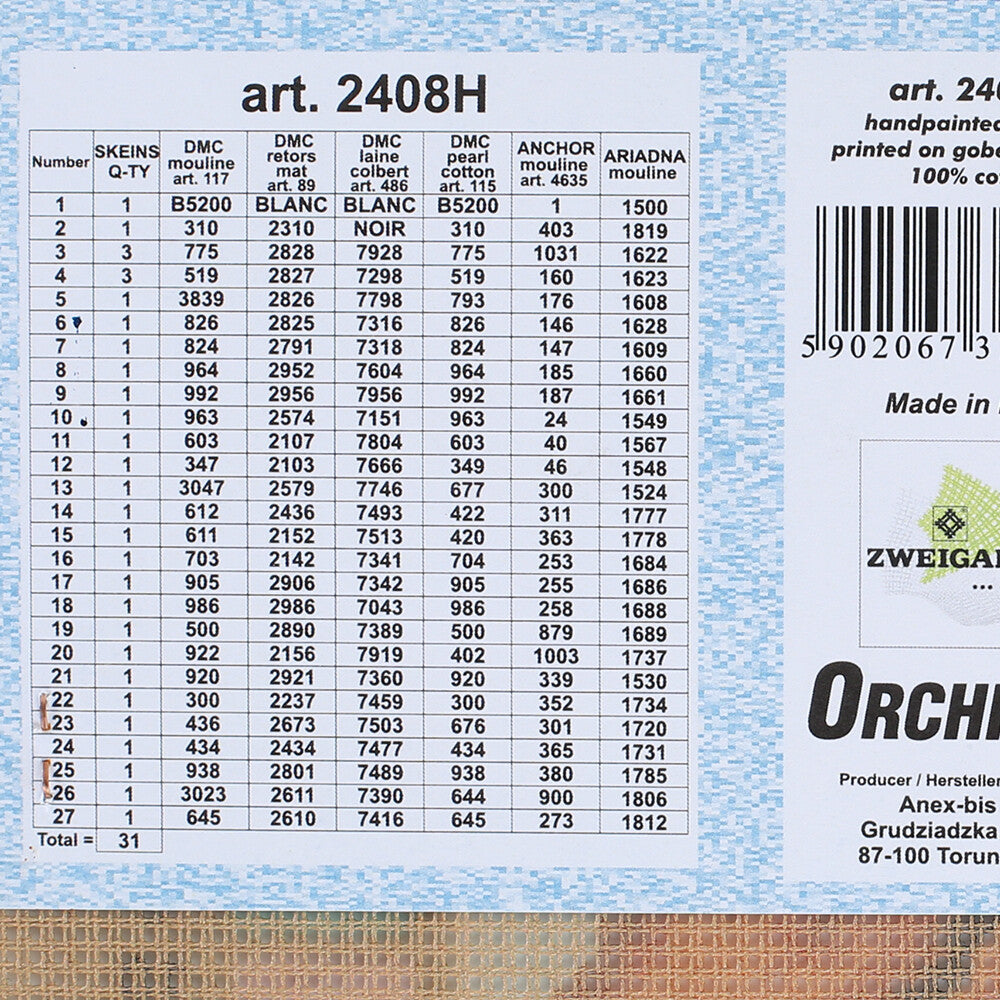 art. 2408H
Number SKEINS Q-TY DMC mouline art. 117 DMC retors mat art. 89 DMC laine colbert art. 486 DMC pearl cotton art. 115 ANCHOR mouline art. 4635 ARIADNA mouline
1 1 B5200 BLANC BLANC B5200 1 1500
2 1 310 2310 NOIR 310 403 1819
3 3 775 2828 7928 775 1031 1622
4 3 519 2827 7298 519 160 1623
5 1 3839 2826 7798 793 176 1608
6 1 826 2825 7316 826 146 1628
7 1 824 2791 7318 824 147 1609
8 1 964 2952 7604 964 185 1660
9 1 992 2956 7956 992 187 1661
10 1 963 2574 7151 963 24 1549
11 1 603 2107 7804 603 40 1567
12 1 347 2103 7666 349 46 1548
13 1 3047 2579 7746 677 300 1524
14 1 612 2436 7493 422 311 1777
15 1 611 2152 7513 420 363 1778
16 1 703 2142 7341 704 253 1684
17 1 905 2906 7342 905 255 1686
18 1 986 2986 7043 986 258 1688
19 1 500 2890 7389 500 879 1689
20 1 922 2156 7919 402 1003 1737
21 1 920 2921 7360 920 339 1530
22 1 300 2237 7459 300 352 1734
23 1 436 2673 7503 676 301 1720
24 1 434 2434 7477 434 365 1731
25 1 938 2801 7489 938 380 1785
26 1 3023 2611 7390 644 900 1806
27 1 645 2610 7416 645 273 1812
Total = 31
art. 240
handpainted
printed on gobe
100% co
5 902067 3
Made in
ZWEIGA
...
ORCHI
Producer / Hersteller
Anex-bis
Grudziadzka
87-100 Torun